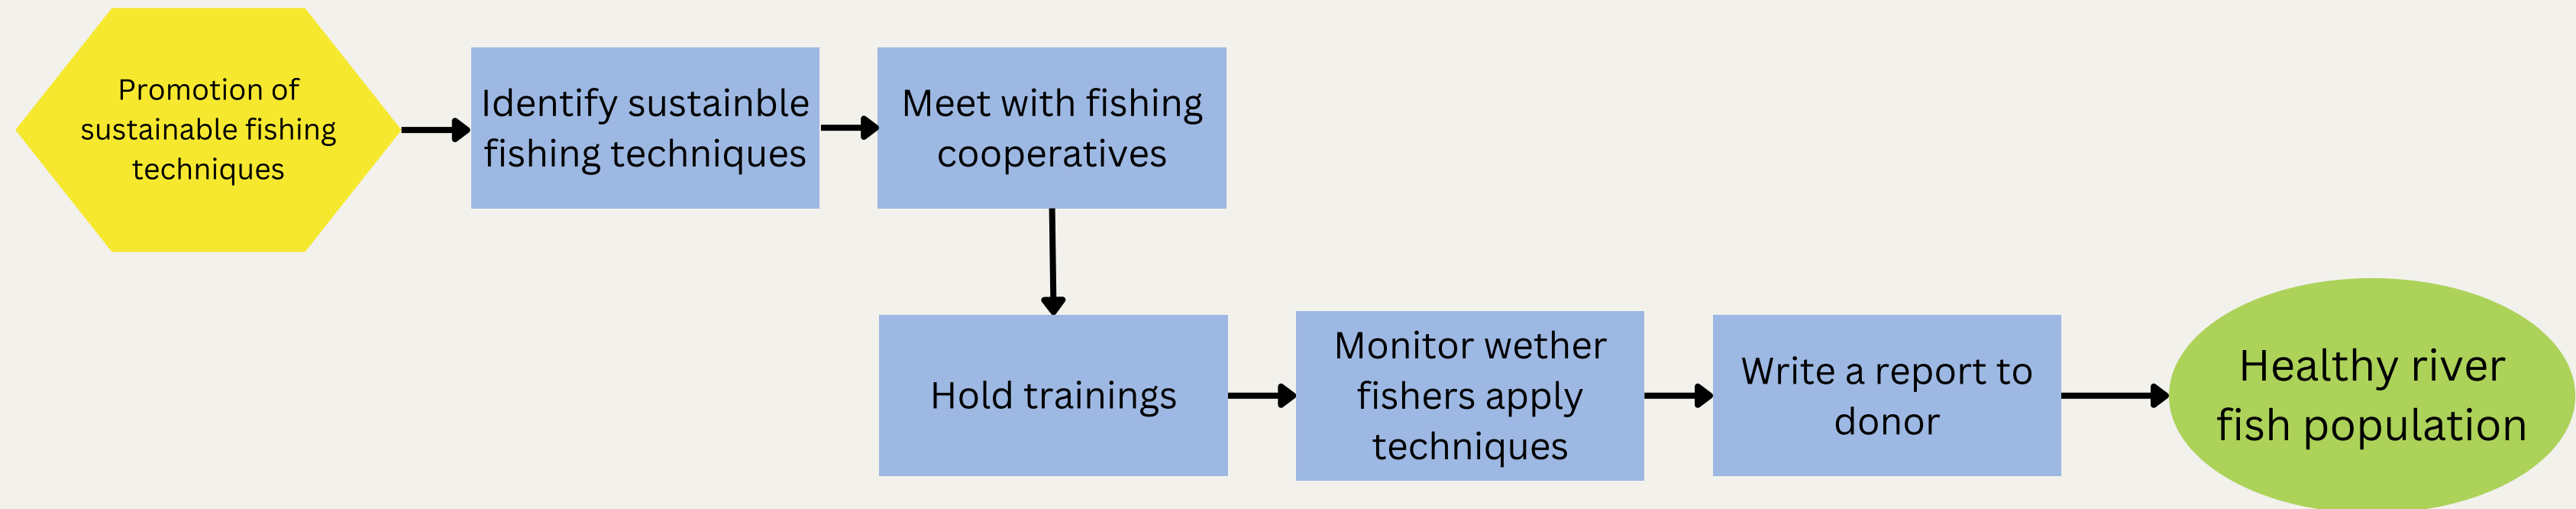 Promotion of
sustainable fishing
techniques
Identify sustainble
fishing techniques
Meet with fishing
cooperatives
Hold trainings
Monitor wether
fishers apply
techniques
Write a report to
donor
Healthy river
fish population